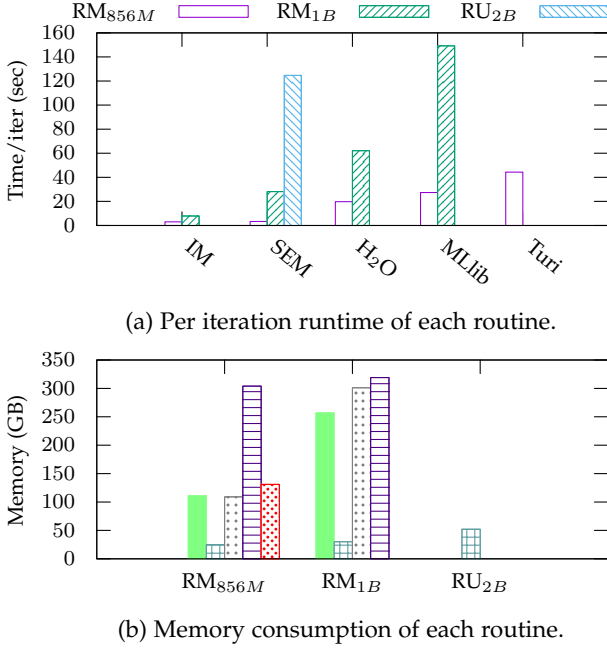 RM856M RM1B RU2B
160
140
120
100
80
60
40
20
0
Time/iter (sec)
IM SEM H2O MLlib Turi
(a) Per iteration runtime of each routine.
350
300
250
200
150
100
50
0
Memory (GB)
RM856M RM1B RU2B
(b) Memory consumption of each routine.